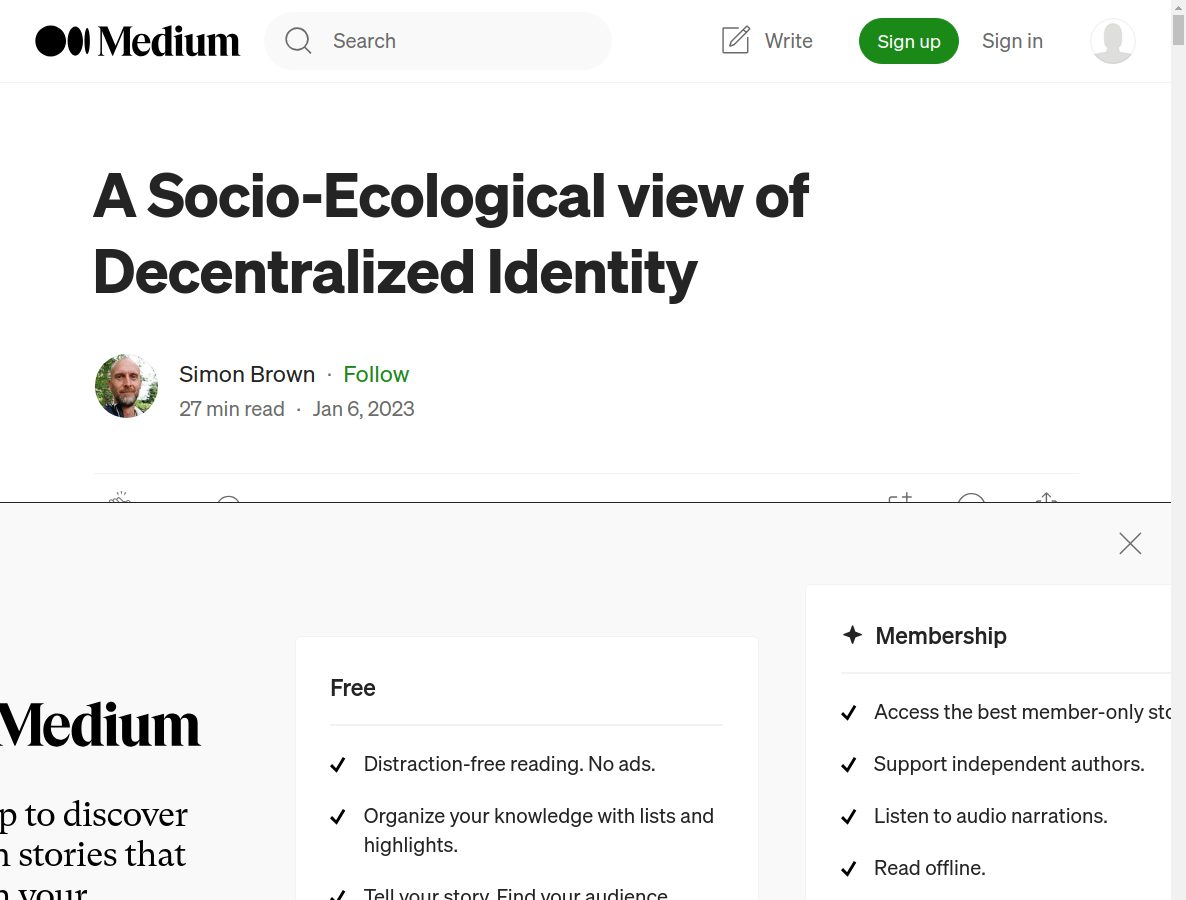 Medium
Search
Write
Sign up
Sign in
A Socio-Ecological view of
Decentralized Identity
Simon Brown · Follow
27 min read · Jan 6, 2023
Medium
to discover
stories that
your
Free
Distraction-free reading. No ads.
Organize your knowledge with lists and
highlights.
Tell your story. Find your audience.
Membership
Access the best member-only
Support independent authors.
Listen to audio narrations.
Read offline.